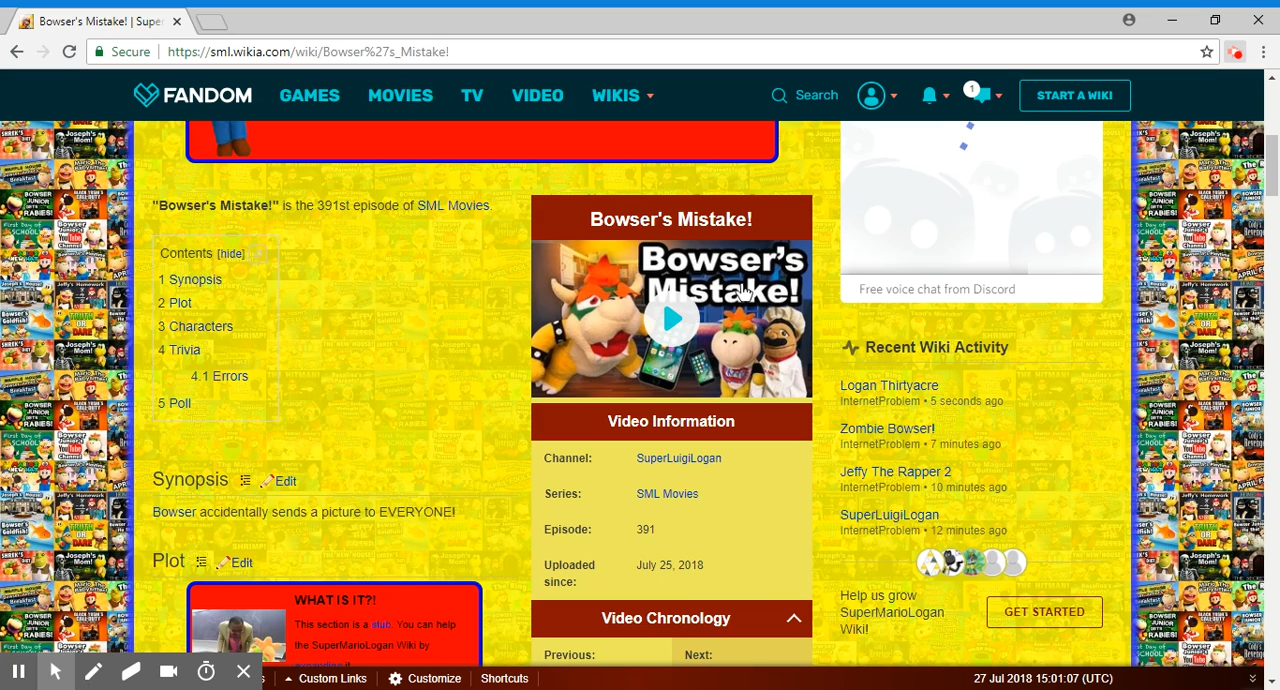 Bowser's Mistake! | Supe
Secure
https://sml.wikia.com/wiki/Bowser%27s_Mistake!
FANDOM
GAMES
MOVIES
TV
VIDEO
WIKIS
Search
1
START A WIKI
"Bowser's Mistake!" is the 391st episode of SML Movies.
Contents [hide]
1 Synopsis
2 Plot
3 Characters
4 Trivia
4.1 Errors
5 Poll
Synopsis
Edit
Bowser accidentally sends a picture to EVERYONE!
Plot
Edit
WHAT IS IT?!
This section is a stub. You can help
the SuperMarioLogan Wiki by
expanding it
Bowser's Mistake!
Bowser's
Mistake!
Video Information
Channel: SuperLuigiLogan
Series: SML Movies
Episode: 391
Uploaded since: July 25, 2018
Video Chronology
Previous: Next:
Free voice chat from Discord
Recent Wiki Activity
Logan Thirtyacre
InternetProblem • 5 seconds ago
Zombie Bowser!
InternetProblem • 7 minutes ago
Jeffy The Rapper 2
InternetProblem • 10 minutes ago
SuperLuigiLogan
InternetProblem • 12 minutes ago
Help us grow
SuperMarioLogan
Wiki!
GET STARTED
Custom Links
Customize
Shortcuts
27 Jul 2018 15:01:07 (UTC)